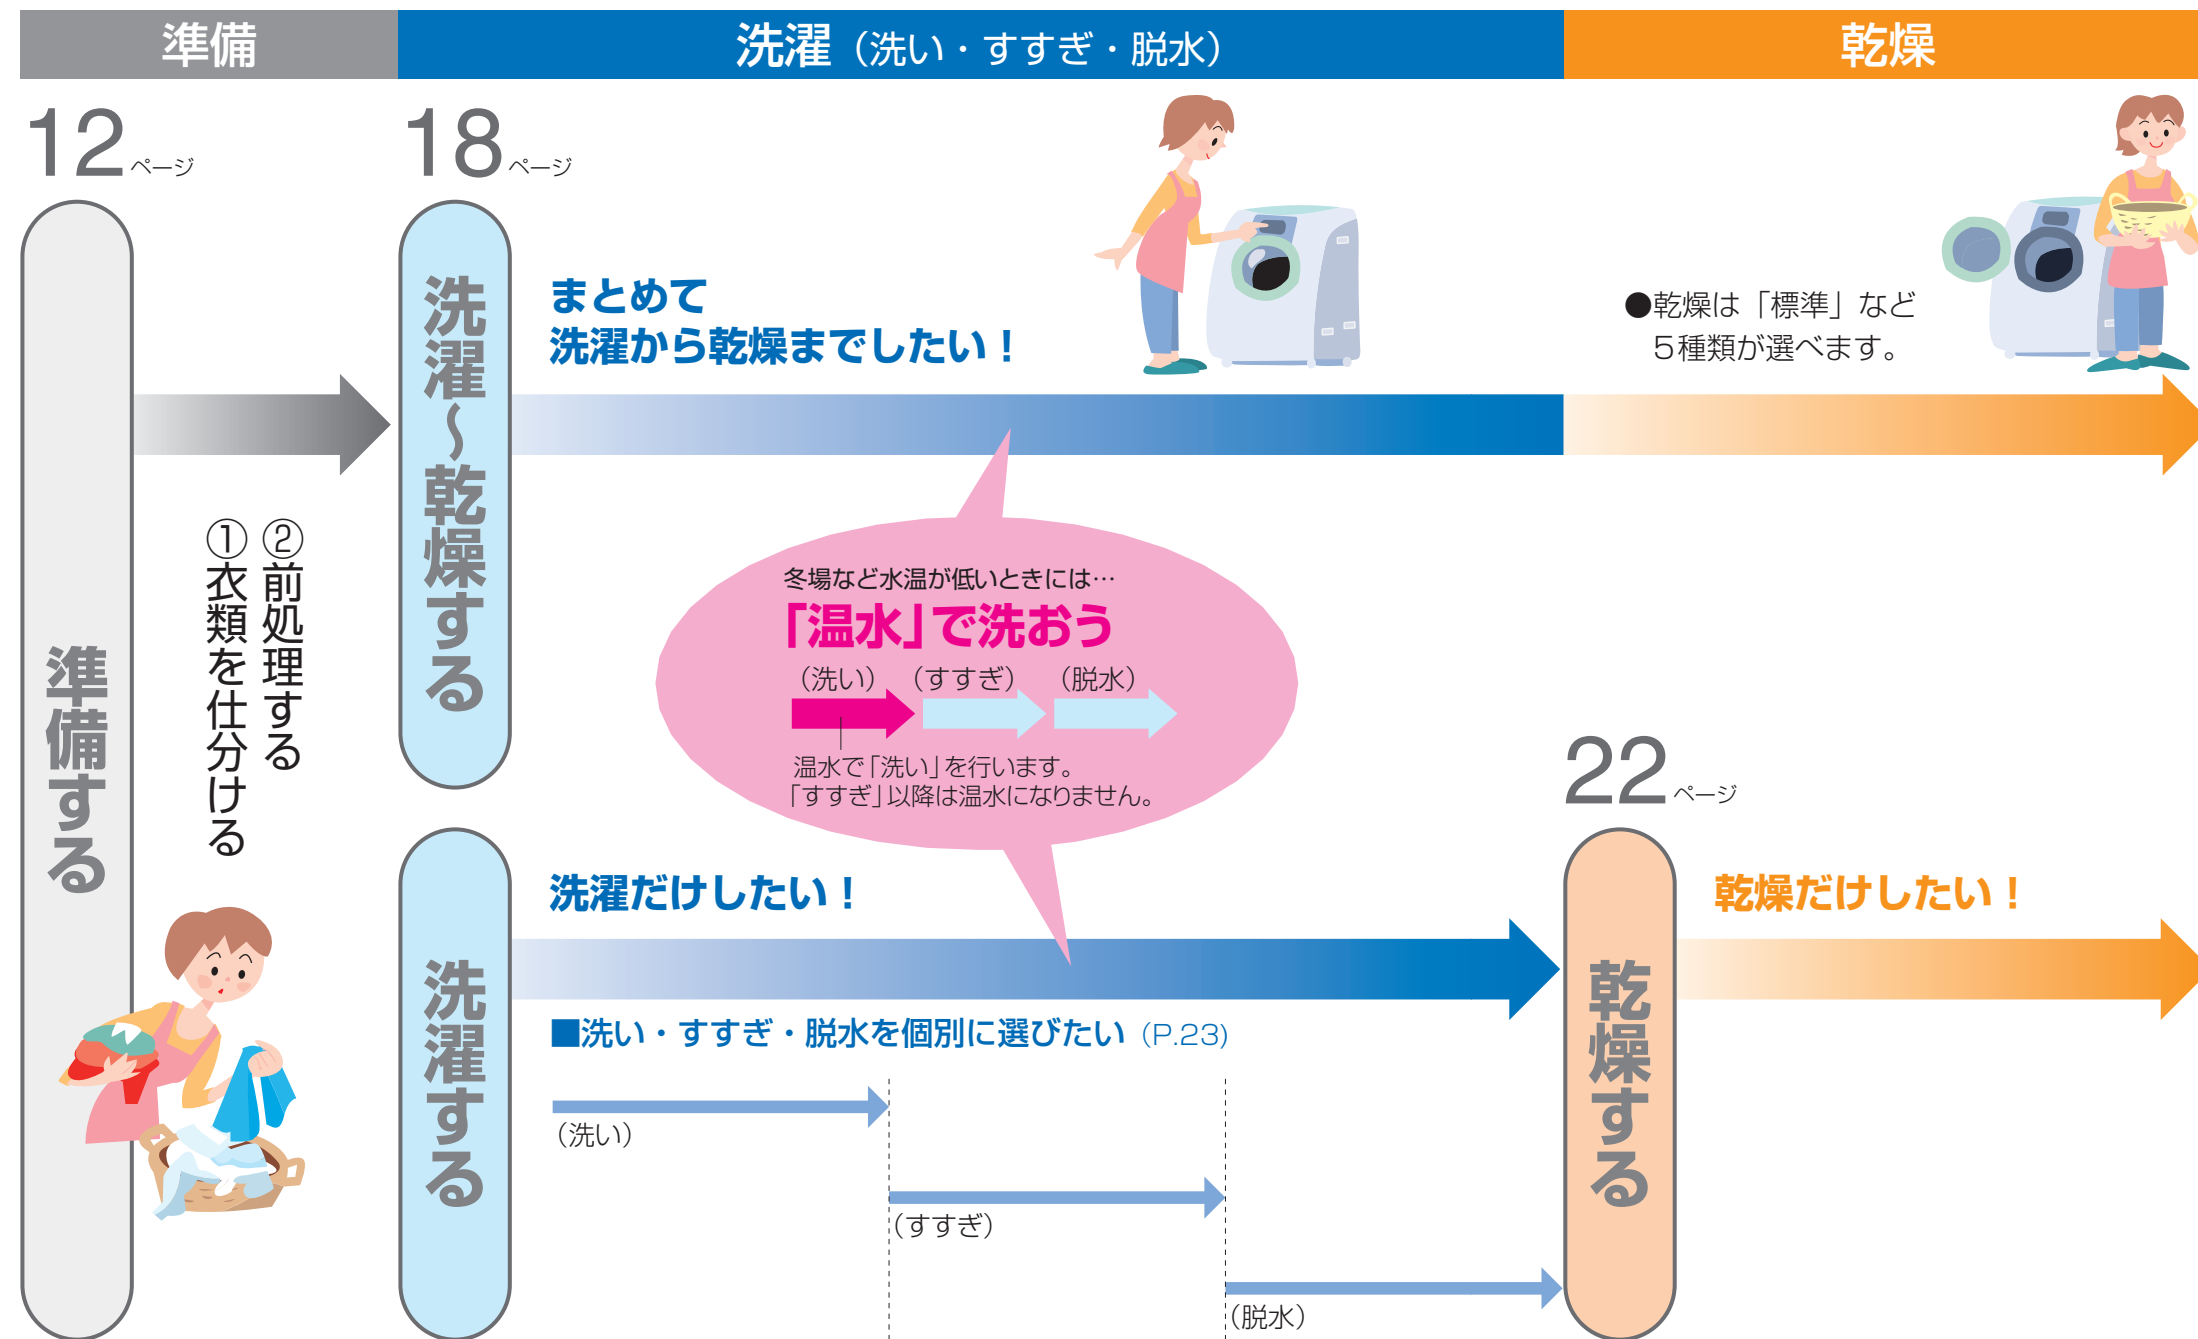 準備
洗濯（洗い・すすぎ・脱水）
乾燥
12ページ
18ページ
準備する
①衣類を仕分ける
②前処理する
洗濯〜乾燥する
まとめて
洗濯から乾燥までしたい！
●乾燥は「標準」など
5種類が選べます。
冬場など水温が低いときには…
「温水」で洗おう
（洗い）（すすぎ）（脱水）
温水で「洗い」を行います。
「すすぎ」以降は温水になりません。
洗濯する
洗濯だけしたい！
■洗い・すすぎ・脱水を個別に選びたい（P.23）
（洗い）
（すすぎ）
（脱水）
22ページ
乾燥する
乾燥だけしたい！